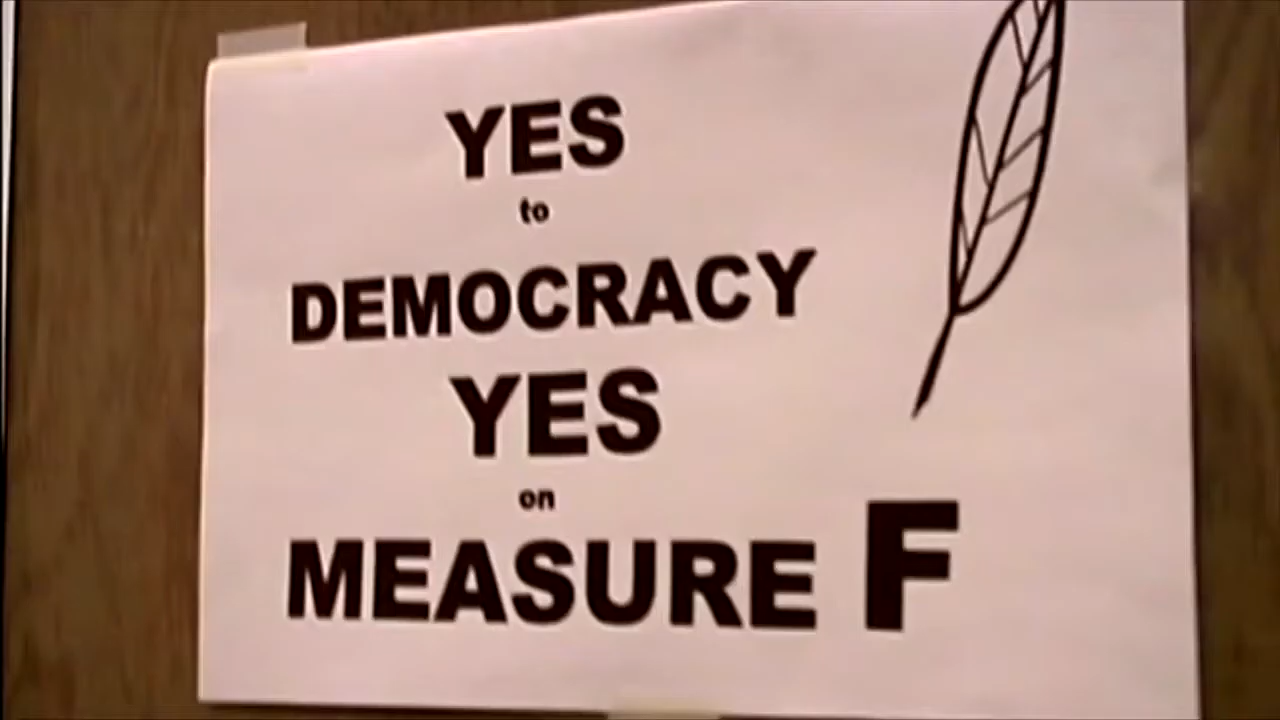 YES
to
DEMOCRACY
YES
on
MEASURE F